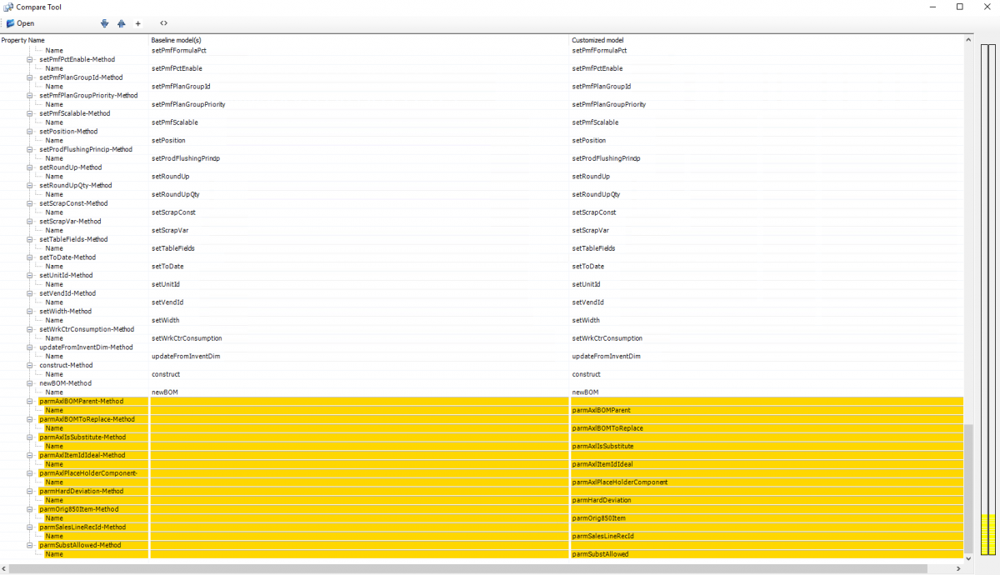 Compare Tool
Open
Property Name Baseline model(s) Customized model
Name setPmfFormulaPct setPmfFormulaPct
setPmfPctEnable-Method
Name setPmfPctEnable setPmfPctEnable
setPmfPlanGroupId-Method
Name setPmfPlanGroupId setPmfPlanGroupId
setPmfPlanGroupPriority-Method
Name setPmfPlanGroupPriority setPmfPlanGroupPriority
setPmfScalable-Method
Name setPmfScalable setPmfScalable
setPosition-Method
Name setPosition setPosition
setProdFlushingPrincip-Method
Name setProdFlushingPrincip setProdFlushingPrincip
setRoundUp-Method
Name setRoundUp setRoundUp
setRoundUpQty-Method
Name setRoundUpQty setRoundUpQty
setScrapConst-Method
Name setScrapConst setScrapConst
setScrapVar-Method
Name setScrapVar setScrapVar
setTableFields-Method
Name setTableFields setTableFields
setToDate-Method
Name setToDate setToDate
setUnitId-Method
Name setUnitId setUnitId
setVendId-Method
Name setVendId setVendId
setWidth-Method
Name setWidth setWidth
setWrkCtrConsumption-Method
Name setWrkCtrConsumption setWrkCtrConsumption
updateFromInventDim-Method
Name updateFromInventDim updateFromInventDim
construct-Method
Name construct construct
newBOM-Method
Name newBOM newBOM
parmAxlBOMParent-Method
Name parmAxlBOMParent
parmAxlBOMToReplace-Method
Name parmAxlBOMToReplace
parmAxlIsSubstitute-Method
Name parmAxlIsSubstitute
parmAxlItemIdIdeal-Method
Name parmAxlItemIdIdeal
parmAxlPlaceHolderComponent-
Name parmAxlPlaceHolderComponent
parmHardDeviation-Method
Name parmHardDeviation
parmOrig850Item-Method
Name parmOrig850Item
parmSalesLineRecId-Method
Name parmSalesLineRecId
parmSubstAllowed-Method
Name parmSubstAllowed